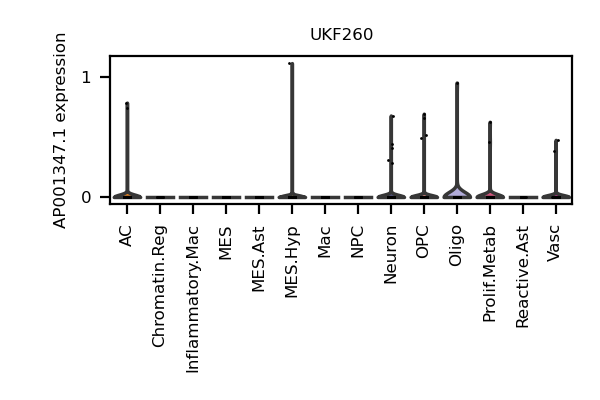 UKF260
AP001347.1 expression
1
0
AC
Chromatin.Reg
Inflammatory.Mac
MES
MES.Ast
MES.Hyp
Mac
NPC
Neuron
OPC
Oligo
Prolif.Metab
Reactive.Ast
Vasc